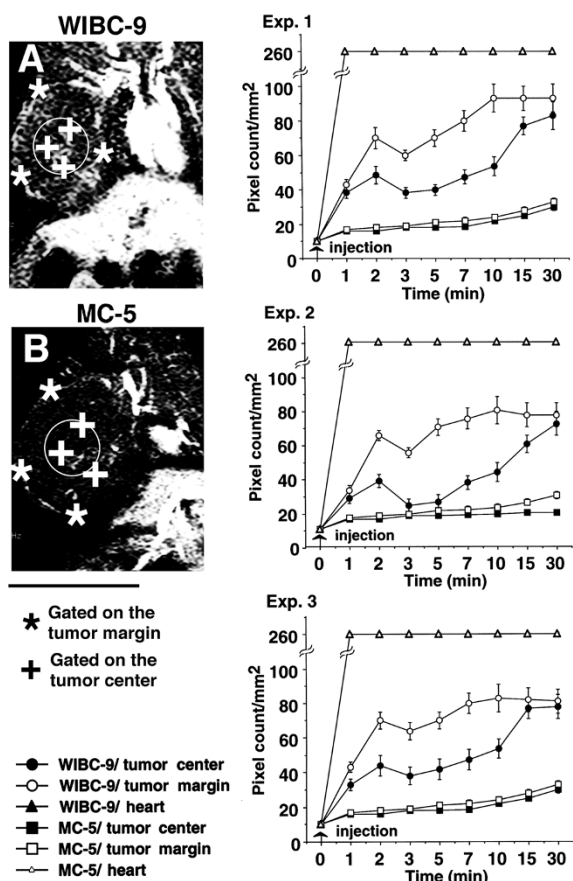 WIBC-9
A
MC-5
B
Hz
* Gated on the
tumor margin
+ Gated on the
tumor center
WIBC-9/ tumor center
WIBC-9/ tumor margin
WIBC-9/ heart
MC-5/ tumor center
MC-5/ tumor margin
MC-5/ heart
Exp. 1
260
100
80
60
40
20
0
Pixel count/mm2
injection
0 1 2 3 5 7 10 15 30
Time (min)
Exp. 2
260
100
80
60
40
20
0
Pixel count/mm2
injection
0 1 2 3 5 7 10 15 30
Time (min)
Exp. 3
260
100
80
60
40
20
0
Pixel count/mm2
injection
0 1 2 3 5 7 10 15 30
Time (min)